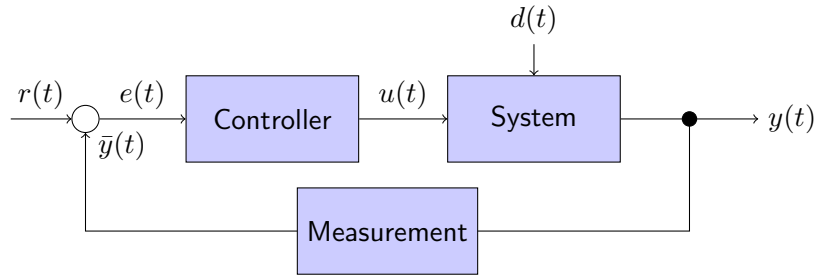 d(t)
r(t)
e(t)
Controller
u(t)
System
y(t)
ȳ(t)
Measurement